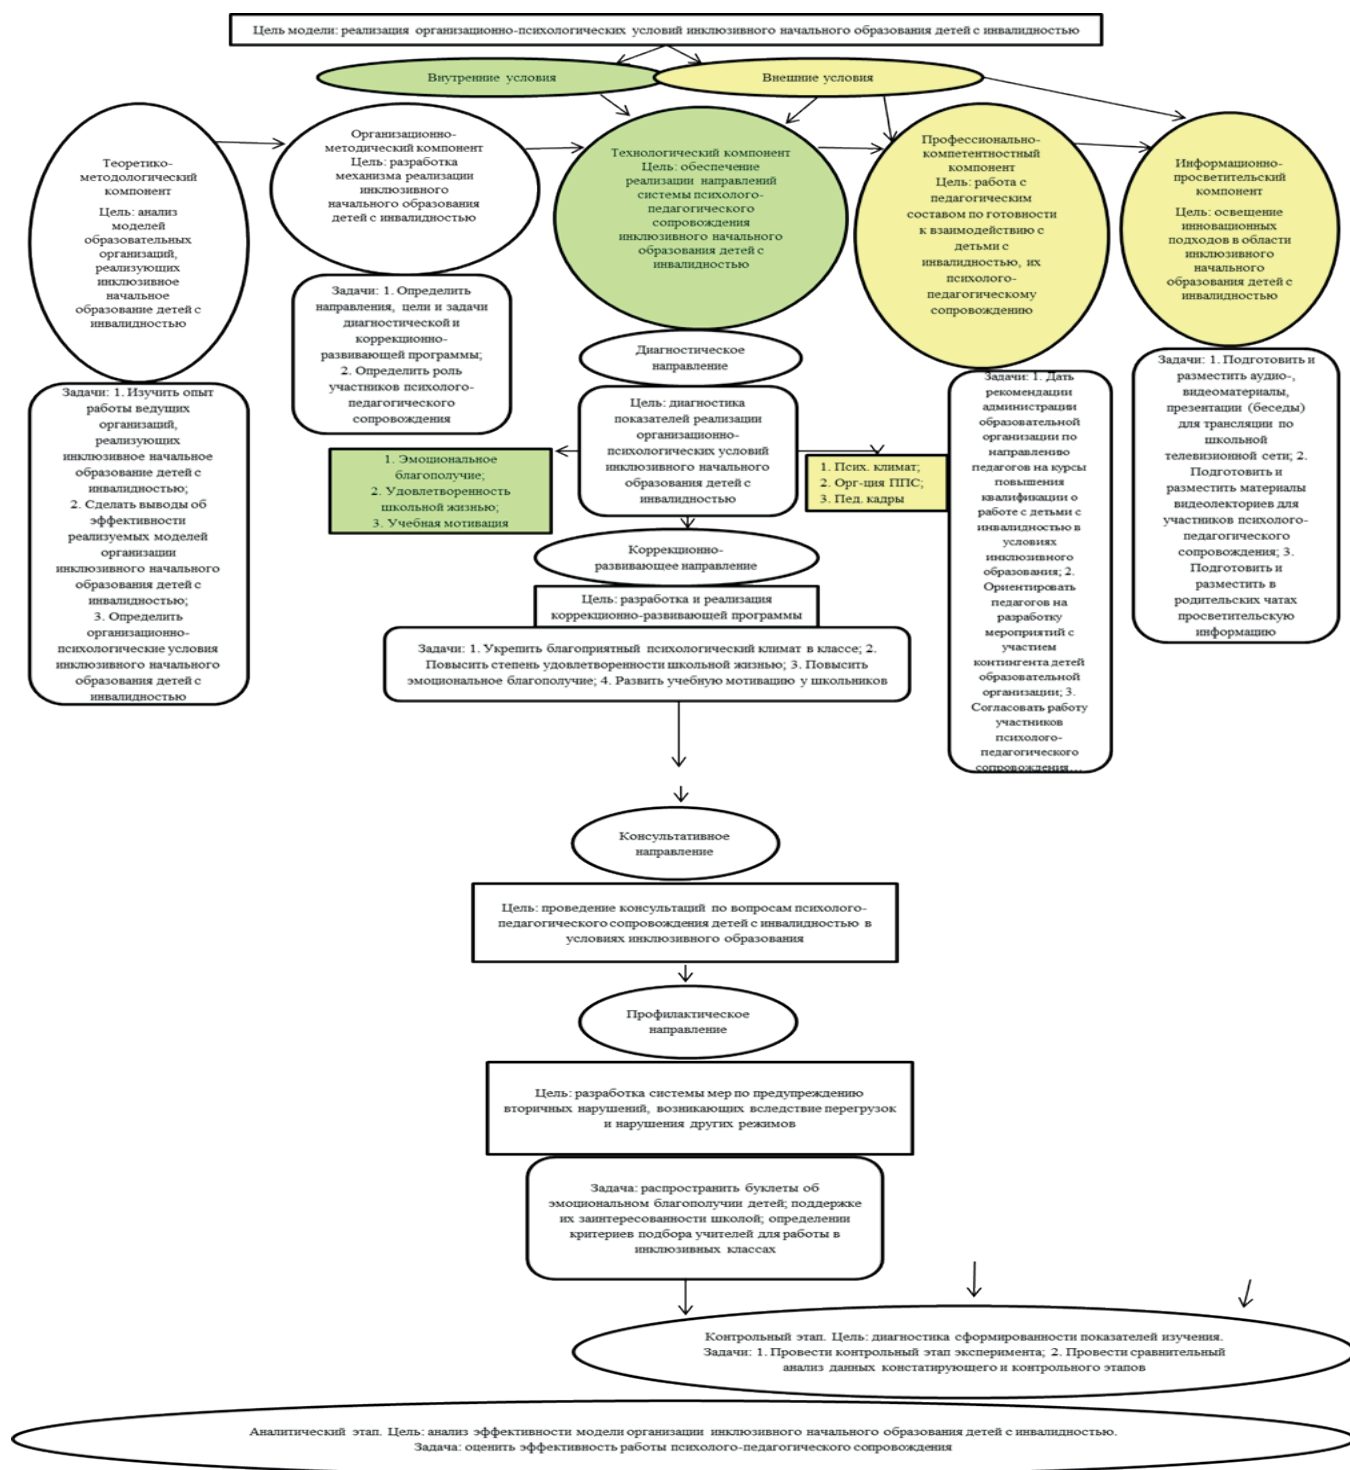 Цель модели: реализация организационно-психологических условий инклюзивного начального образования детей с инвалидностью
Внутренние условия
Внешние условия
Теоретико-
методологический
компонент
Цель: анализ
моделей
образовательных
организаций,
реализующих
инклюзивное
начальное
образование детей с
инвалидностью
Задачи: 1. Изучить опыт
работы ведущих
организаций,
реализующих
инклюзивное начальное
образование детей с
инвалидностью;
2. Сделать выводы об
эффективности
реализуемых моделей
организации
инклюзивного начального
образования детей с
инвалидностью;
3. Определить
организационно-
психологические условия
инклюзивного начального
образования детей с
инвалидностью
Организационно-
методический компонент
Цель: разработка
механизма реализации
инклюзивного
начального образования
детей с инвалидностью
Задачи: 1. Определить
направления, цели и задачи
диагностической и
коррекционно-
развивающей программы;
2. Определить роль
участников психолого-
педагогического
сопровождения
Технологический компонент
Цель: обеспечение
реализации направлений
системы психолого-
педагогического
сопровождения
инклюзивного начального
образования детей с
инвалидностью
Диагностическое
направление
Цель: диагностика
показателей реализации
организационно-
психологических условий
инклюзивного начального
образования детей с
инвалидностью
1. Эмоциональное
благополучие;
2. Удовлетворенность
школьной жизнью;
3. Учебная мотивация
1. Псих. климат;
2. Орг-ция ППС;
3. Пед. кадры
Коррекционно-
развивающее направление
Цель: разработка и реализация
коррекционно-развивающей программы
Задачи: 1. Укрепить благоприятный психологический климат в классе; 2.
Повысить степень удовлетворенности школьной жизнью; 3. Повысить
эмоциональное благополучие; 4. Развить учебную мотивацию у школьников
Консультативное
направление
Цель: проведение консультаций по вопросам психолого-
педагогического сопровождения детей с инвалидностью в
условиях инклюзивного образования
Профилактическое
направление
Цель: разработка системы мер по предупреждению
вторичных нарушений, возникающих вследствие перегрузок
и нарушения других режимов
Задача: распространить буклеты об
эмоциональном благополучии детей; поддержке
их заинтересованности школой; определении
критериев подбора учителей для работы в
инклюзивных классах
Профессионально-
компетентностный
компонент
Цель: работа с
педагогическим
составом по готовности
к взаимодействию с
детьми с
инвалидностью, их
психолого-
педагогическому
сопровождению
Задачи: 1. Дать
рекомендации
администрации
образовательной
организации по
направлению
педагогов на курсы
повышения
квалификации о
работе с детьми с
инвалидностью в
условиях
инклюзивного
образования; 2.
Ориентировать
педагогов на
разработку
мероприятий с
участием
контингента детей
образовательной
организации; 3.
Согласовать работу
участников
психолого-
педагогического
сопровождения...
Информационно-
просветительский
компонент
Цель: освещение
инновационных
подходов в области
инклюзивного
начального
образования детей с
инвалидностью
Задачи: 1. Подготовить и
разместить аудио-,
видеоматериалы,
презентации (беседы)
для трансляции по
школьной
телевизионной сети; 2.
Подготовить и
разместить материалы
видеолекториев для
участников психолого-
педагогического
сопровождения; 3.
Подготовить и
разместить в
родительских чатах
просветительскую
информацию
Контрольный этап. Цель: диагностика сформированности показателей изучения.
Задачи: 1. Провести контрольный этап эксперимента; 2. Провести сравнительный
анализ данных констатирующего и контрольного этапов
Аналитический этап. Цель: анализ эффективности модели организации инклюзивного начального образования детей с инвалидностью.
Задача: оценить эффективность работы психолого-педагогического сопровождения